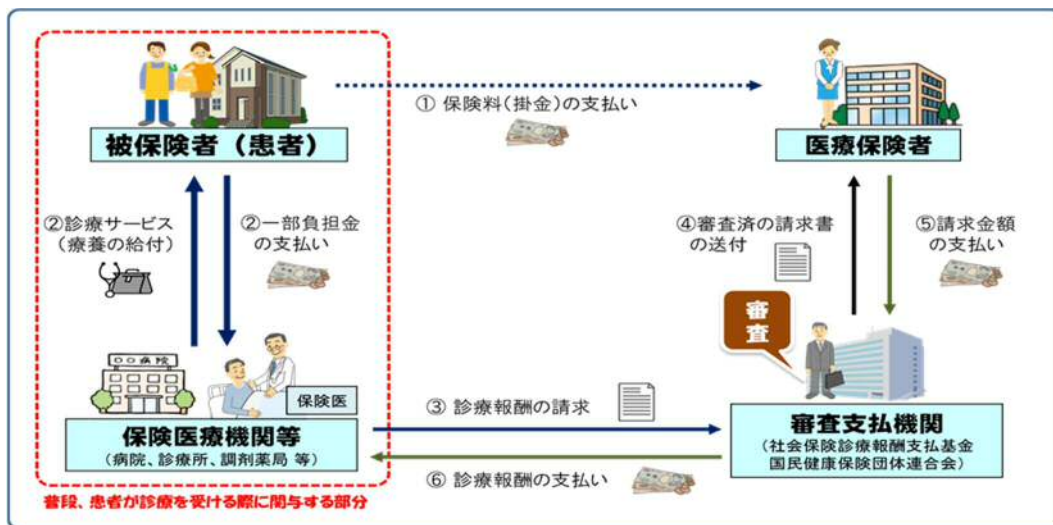 ① 保険料(掛金)の支払い
被保険者(患者)
医療保険者
②診療サービス
(療養の給付)
②一部負担金
の支払い
④審査済の請求書
の送付
⑤請求金額
の支払い
審査
〇〇病院
保険医
保険医療機関等
(病院、診療所、調剤薬局 等)
③ 診療報酬の請求
審査支払機関
(社会保険診療報酬支払基金
国民健康保険団体連合会)
⑥ 診療報酬の支払い
普段、患者が診療を受ける際に関与する部分